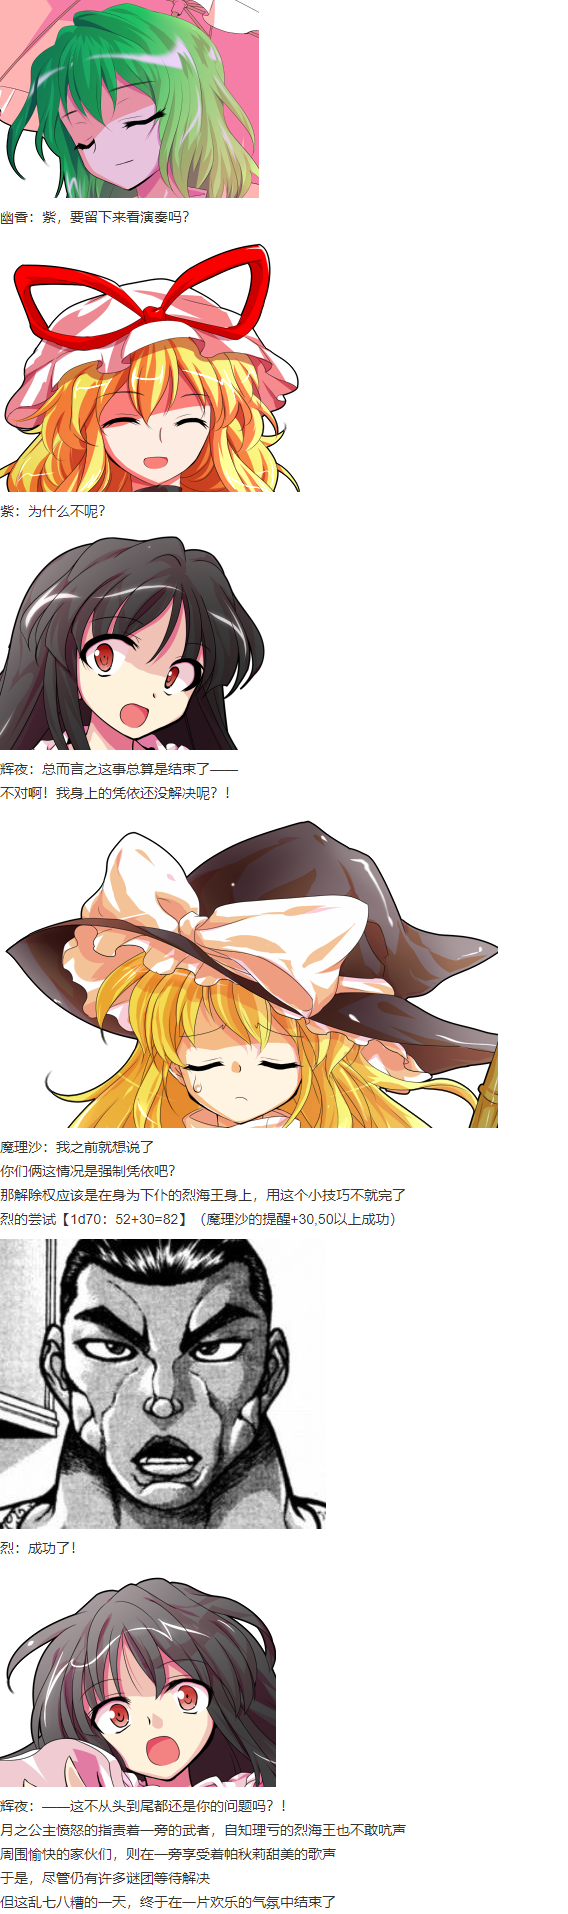 幽香：紫，要留下来看演奏吗？
紫：为什么不呢？
辉夜：总而言之这事总算是结束了——
不对啊！我身上的凭依还没解决呢？！
魔理沙：我之前就想说了
你们俩这情况是强制凭依吧？
那解除权应该是在身为下仆的烈海王身上，用这个小技巧不就完了
烈的尝试【1d70：52+30=82】（魔理沙的提醒+30,50以上成功）
烈：成功了！
辉夜：——这不从头到尾都还是你的问题吗？！
月之公主愤怒的指责着一旁的武者，自知理亏的烈海王也不敢吭声
周围愉快的家伙们，则在一旁享受着帕秋莉甜美的歌声
于是，尽管仍有许多谜团等待解决
但这乱七八糟的一天，终于在一片欢乐的气氛中结束了